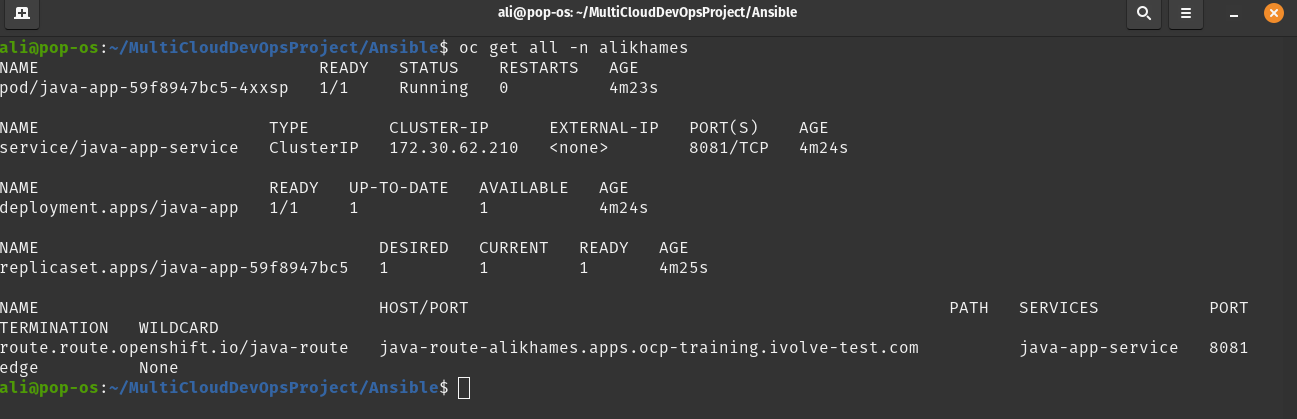 ali@pop-os: ~/MultiCloudDevOpsProject/Ansible
ali@pop-os:~/MultiCloudDevOpsProject/Ansible$ oc get all -n alikhames
NAME                            READY   STATUS    RESTARTS   AGE
pod/java-app-59f8947bc5-4xxsp   1/1     Running   0          4m23s

NAME                       TYPE        CLUSTER-IP      EXTERNAL-IP   PORT(S)    AGE
service/java-app-service   ClusterIP   172.30.62.210   <none>        8081/TCP   4m24s

NAME                       READY   UP-TO-DATE   AVAILABLE   AGE
deployment.apps/java-app   1/1     1            1           4m24s

NAME                                  DESIRED   CURRENT   READY   AGE
replicaset.apps/java-app-59f8947bc5   1         1         1       4m25s

NAME                                  HOST/PORT                                                PATH   SERVICES           PORT
TERMINATION   WILDCARD
route.route.openshift.io/java-route   java-route-alikhames.apps.ocp-training.ivolve-test.com          java-app-service   8081
edge          None
ali@pop-os:~/MultiCloudDevOpsProject/Ansible$